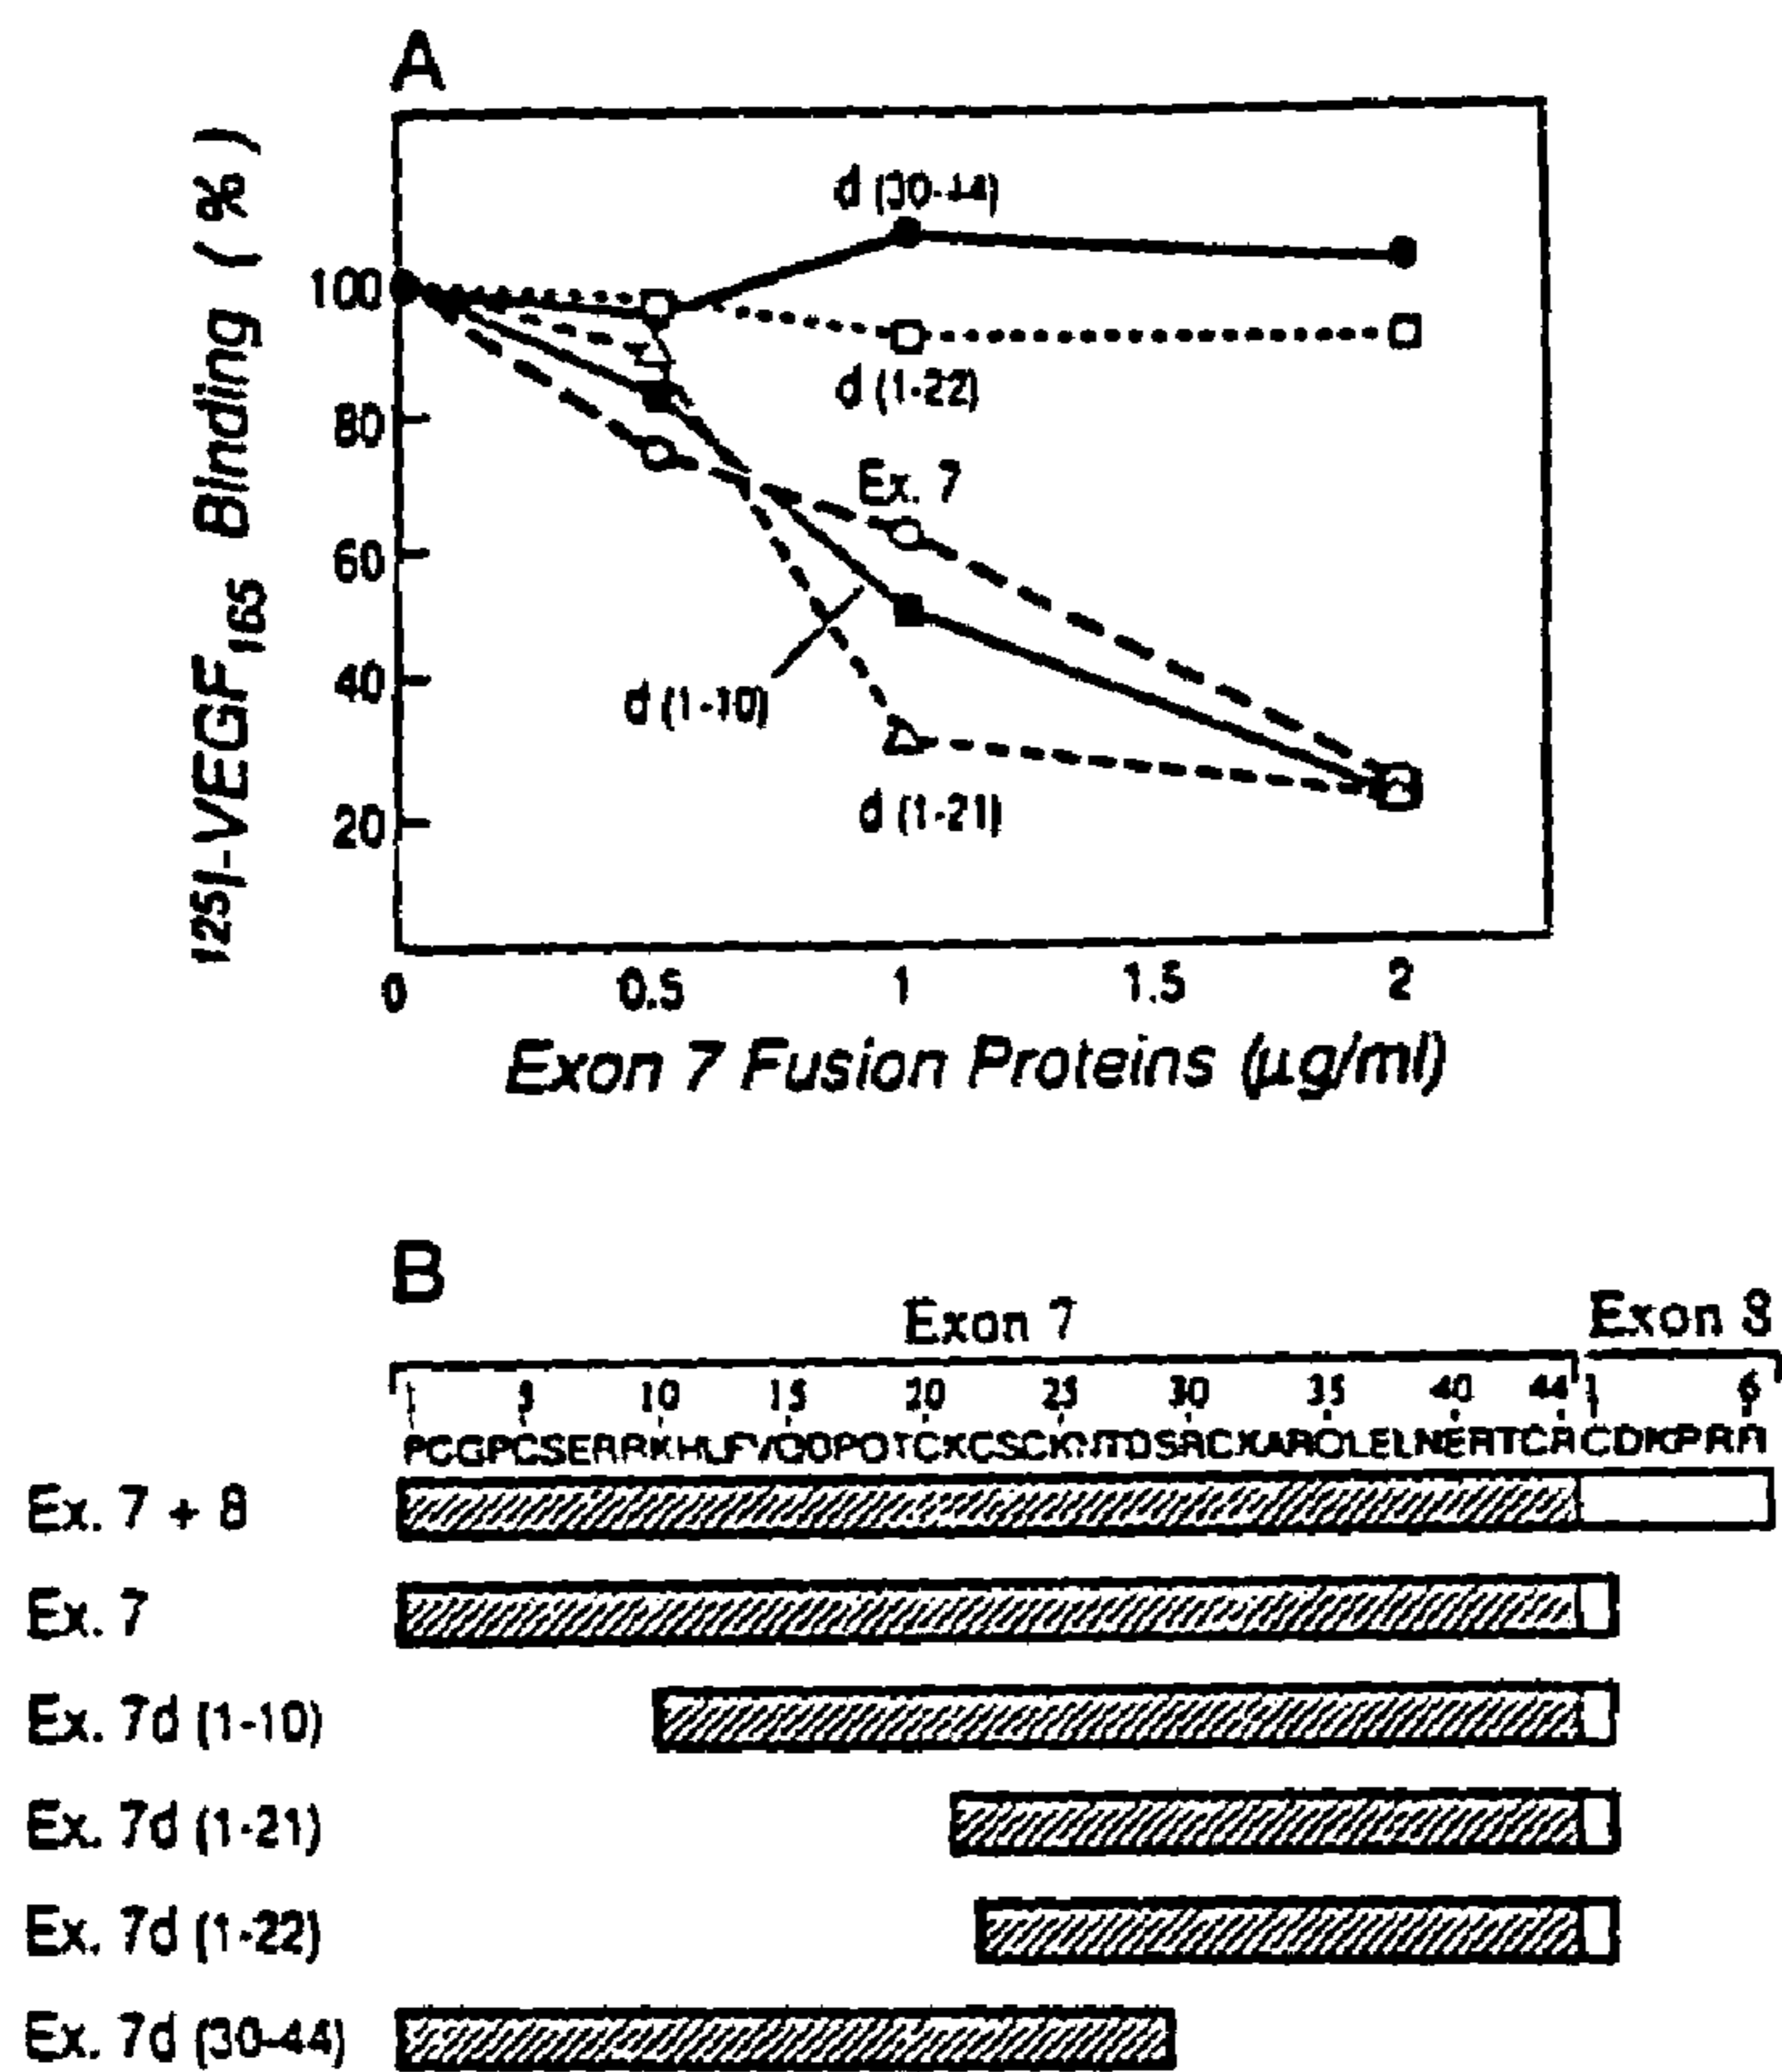 A
d (30-44)
100
d (1-22)
80
Ex. 7
60
40
d (1-10)
d (1-21)
20
125I-VEGF165 Binding (%)
0 0.5 1 1.5 2
Exon 7 Fusion Proteins (µg/ml)
B
Exon 7 Exon 8
1 5 10 15 20 25 30 35 40 44 1 6
Ex. 7 + 8
Ex. 7
Ex. 7d (1-10)
Ex. 7d (1-21)
Ex. 7d (1-22)
Ex. 7d (30-44)